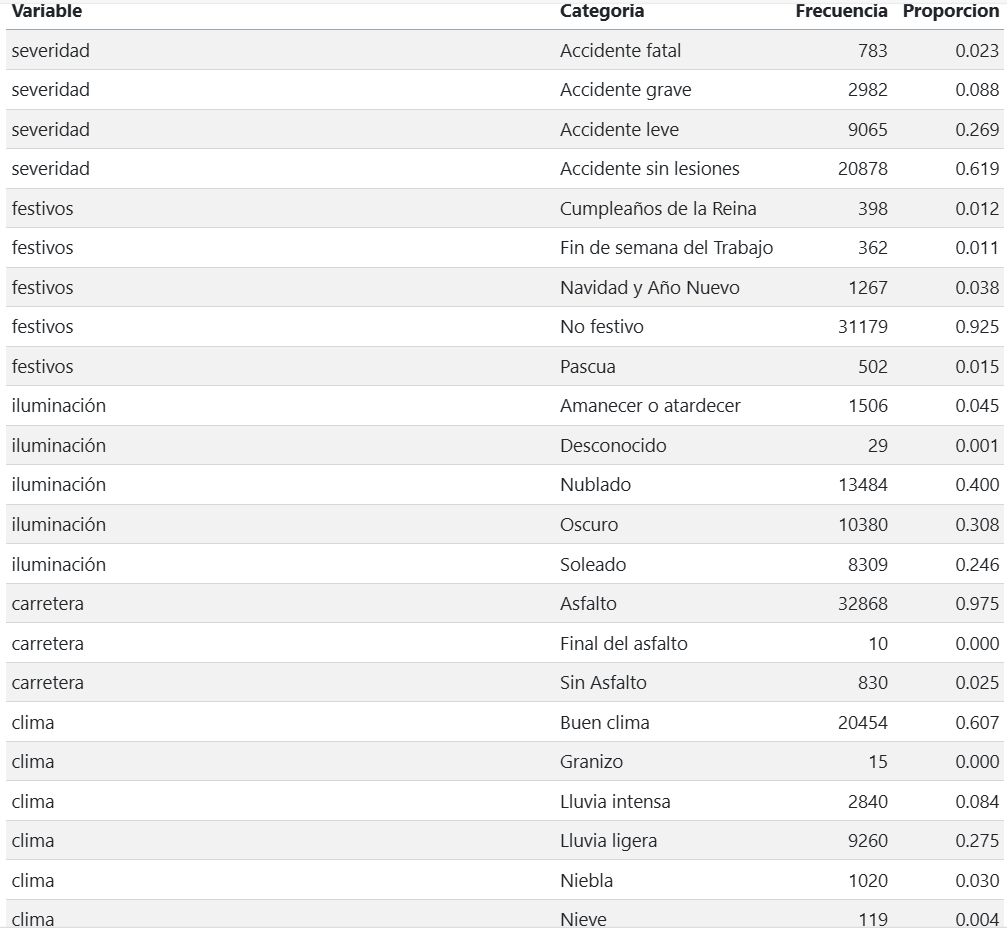 Variable Categoria Frecuencia Proporcion
severidad Accidente fatal 783 0.023
severidad Accidente grave 2982 0.088
severidad Accidente leve 9065 0.269
severidad Accidente sin lesiones 20878 0.619
festivos Cumpleaños de la Reina 398 0.012
festivos Fin de semana del Trabajo 362 0.011
festivos Navidad y Año Nuevo 1267 0.038
festivos No festivo 31179 0.925
festivos Pascua 502 0.015
iluminación Amanecer o atardecer 1506 0.045
iluminación Desconocido 29 0.001
iluminación Nublado 13484 0.400
iluminación Oscuro 10380 0.308
iluminación Soleado 8309 0.246
carretera Asfalto 32868 0.975
carretera Final del asfalto 10 0.000
carretera Sin Asfalto 830 0.025
clima Buen clima 20454 0.607
clima Granizo 15 0.000
clima Lluvia intensa 2840 0.084
clima Lluvia ligera 9260 0.275
clima Niebla 1020 0.030
clima Nieve 119 0.004